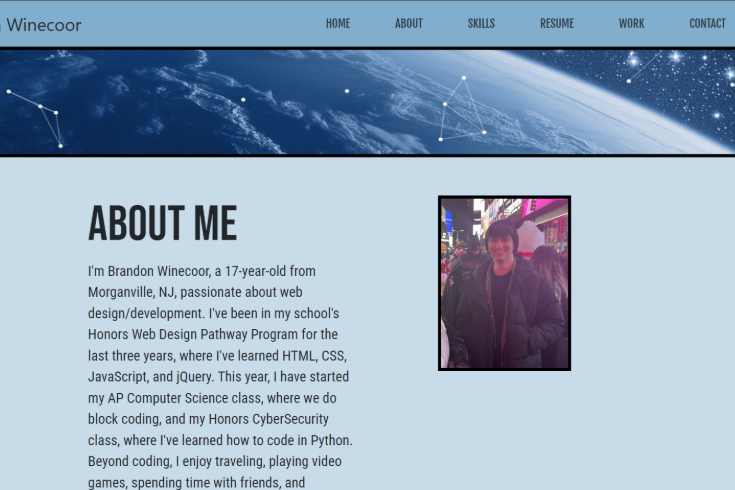 Winecoor
HOME ABOUT SKILLS RESUME WORK CONTACT
ABOUT ME
I'm Brandon Winecoor, a 17-year-old from
Morganville, NJ, passionate about web
design/development. I've been in my school's
Honors Web Design Pathway Program for the
last three years, where I've learned HTML, CSS,
JavaScript, and jQuery. This year, I have started
my AP Computer Science class, where we do
block coding, and my Honors CyberSecurity
class, where I've learned how to code in Python.
Beyond coding, I enjoy traveling, playing video
games, spending time with friends, and